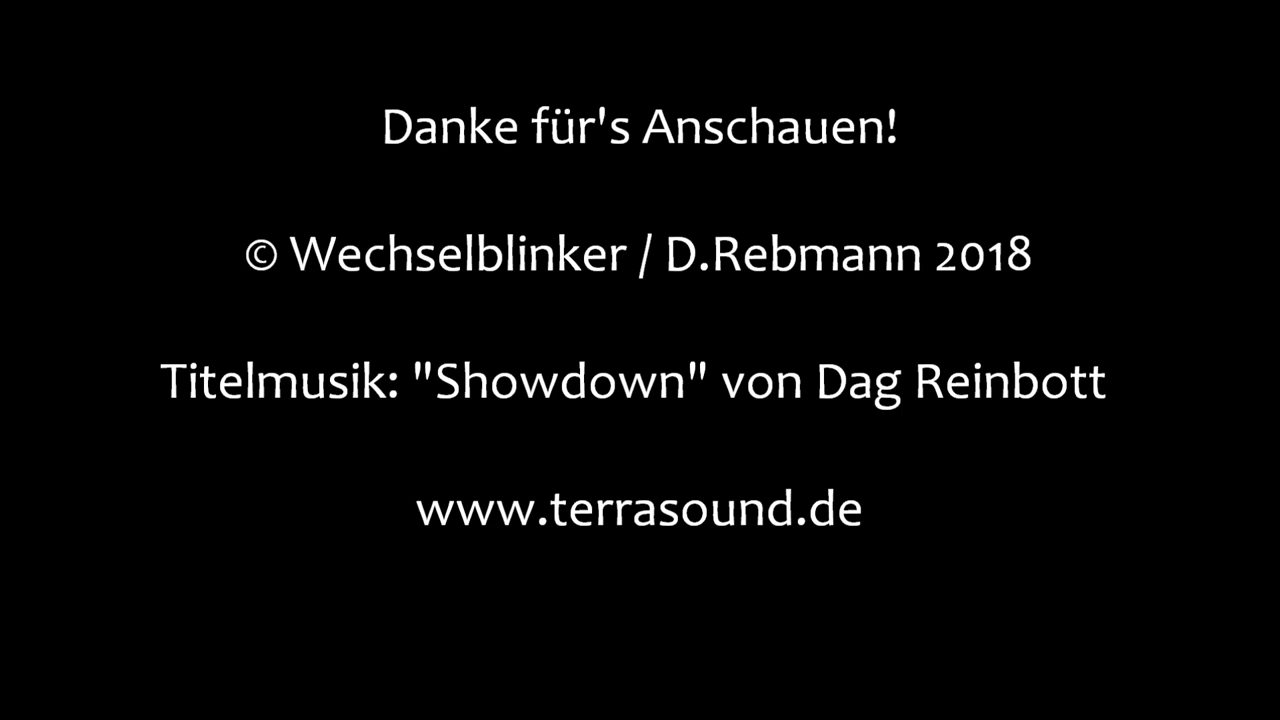 Danke für's Anschauen!
© Wechselblinker / D.Rebmann 2018
Titelmusik: "Showdown" von Dag Reinbott
www.terrasound.de